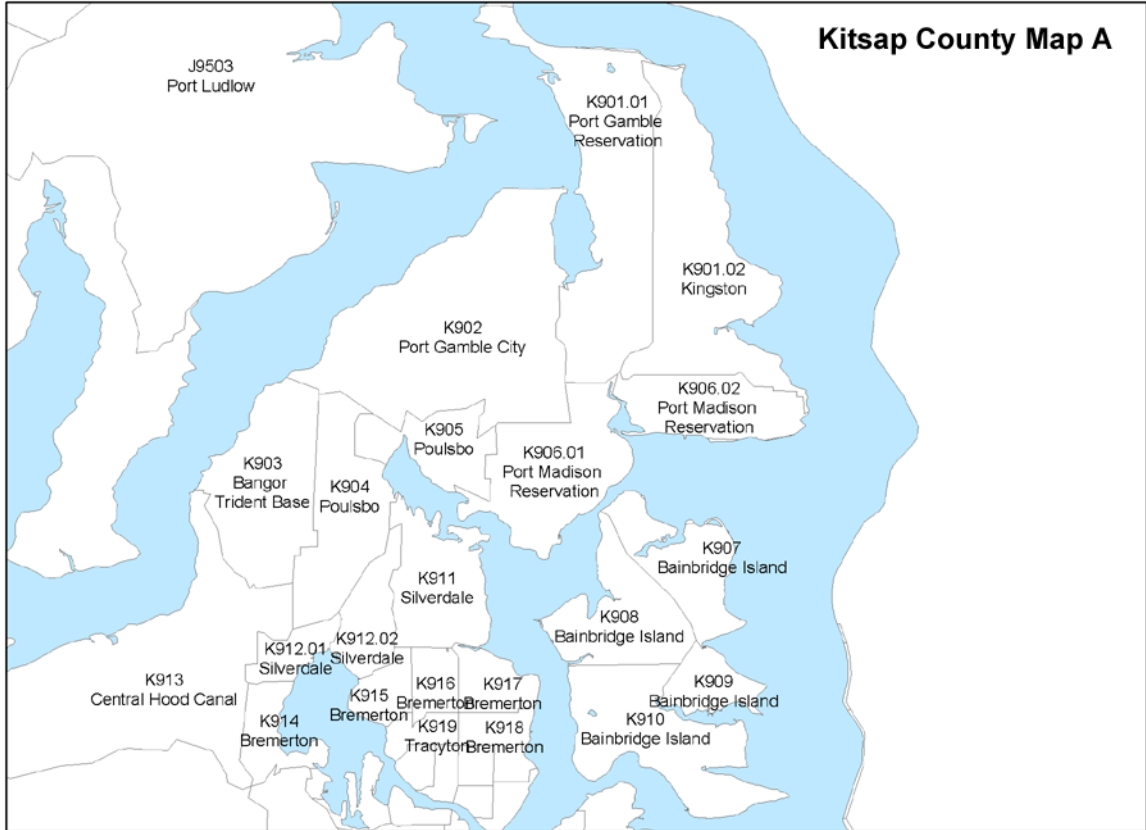 Kitsap County Map A
J9503
Port Ludlow
K901.01
Port Gamble
Reservation
K901.02
Kingston
K902
Port Gamble City
K906.02
Port Madison
Reservation
K905
Poulsbo
K906.01
Port Madison
Reservation
K903
Bangor
Trident Base
K904
Poulsbo
K907
Bainbridge Island
K911
Silverdale
K908
Bainbridge Island
K912.01
Silverdale
K912.02
Silverdale
K913
Central Hood Canal
K915
Bremerton
K916
Bremerton
K917
Bremerton
K909
Bainbridge Island
K914
Bremerton
K919
Tracyton
K918
Bremerton
K910
Bainbridge Island